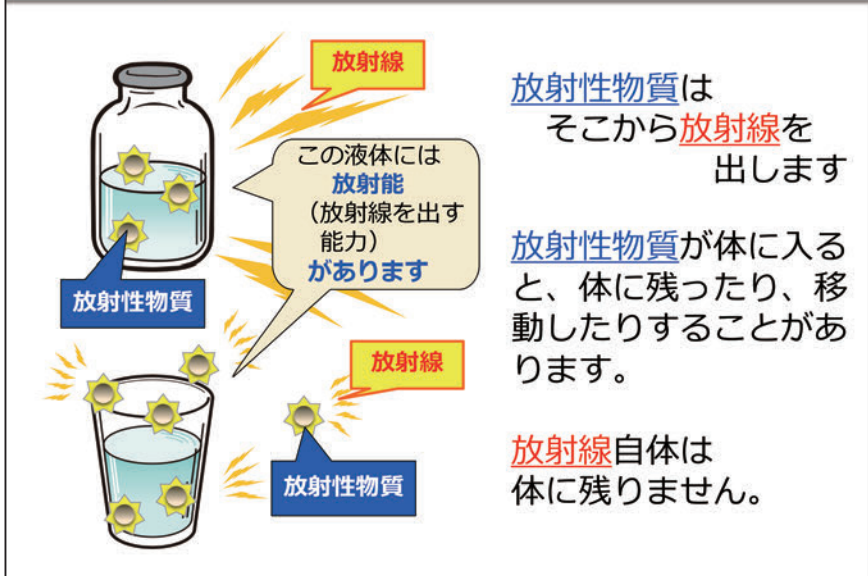 放射線
この液体には
放射能
（放射線を出す
能力）
があります
放射性物質
放射線
放射性物質
放射性物質は
そこから放射線を
出します
放射性物質が体に入る
と、体に残ったり、移
動したりすることがあ
ります。
放射線自体は
体に残りません。